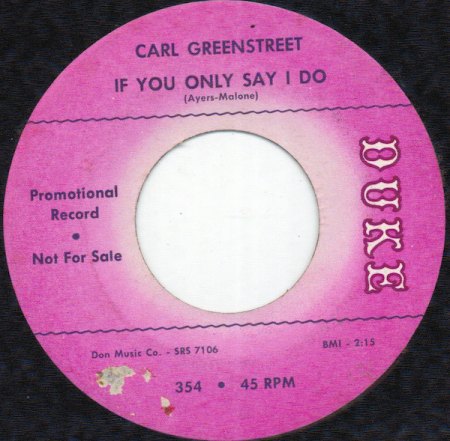 CARL GREENSTREET
IF YOU ONLY SAY I DO
(Ayers-Malone)
DUKE
Promotional
Record
•
Not For Sale
Don Music Co. - SRS 7106
BMI - 2:15
354 • 45 RPM